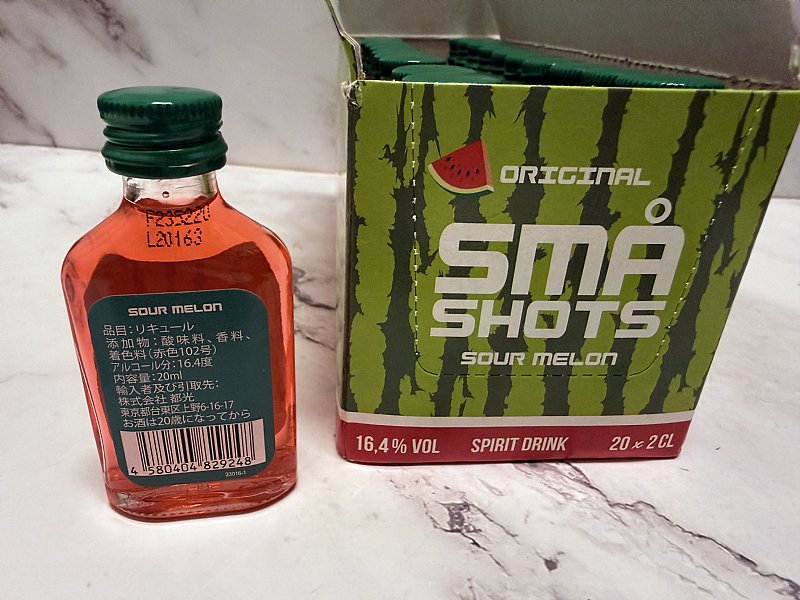 F235220
L20163
SOUR MELON
品目:リキュール
添加物:酸味料、香料、
着色料(赤色102号)
アルコール分:16.4度
内容量:20ml
輸入者及び引取先:
株式会社 都光
東京都台東区上野6-16-17
お酒は20歳になってから
4 580404 829248
23016-1
ORIGINAL
SMÅ
SHOTS
SOUR MELON
16,4% VOL SPIRIT DRINK 20 x 2 CL